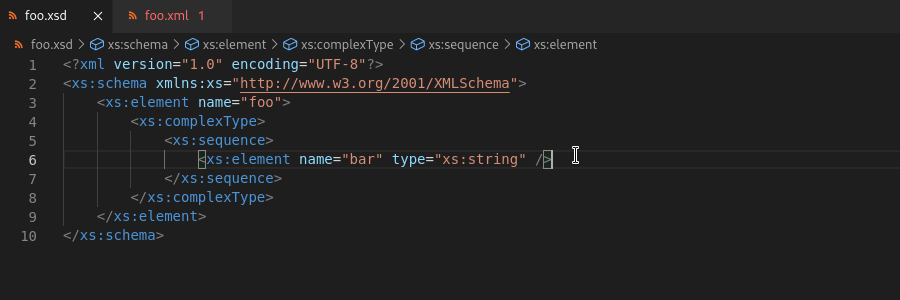 foo.xsd foo.xml 1
foo.xsd xs:schema xs:element xs:complexType xs:sequence xs:element
1 <?xml version="1.0" encoding="UTF-8"?>
2 <xs:schema xmlns:xs="http://www.w3.org/2001/XMLSchema">
3 <xs:element name="foo">
4 <xs:complexType>
5 <xs:sequence>
6 <xs:element name="bar" type="xs:string" />
7 </xs:sequence>
8 </xs:complexType>
9 </xs:element>
10 </xs:schema>